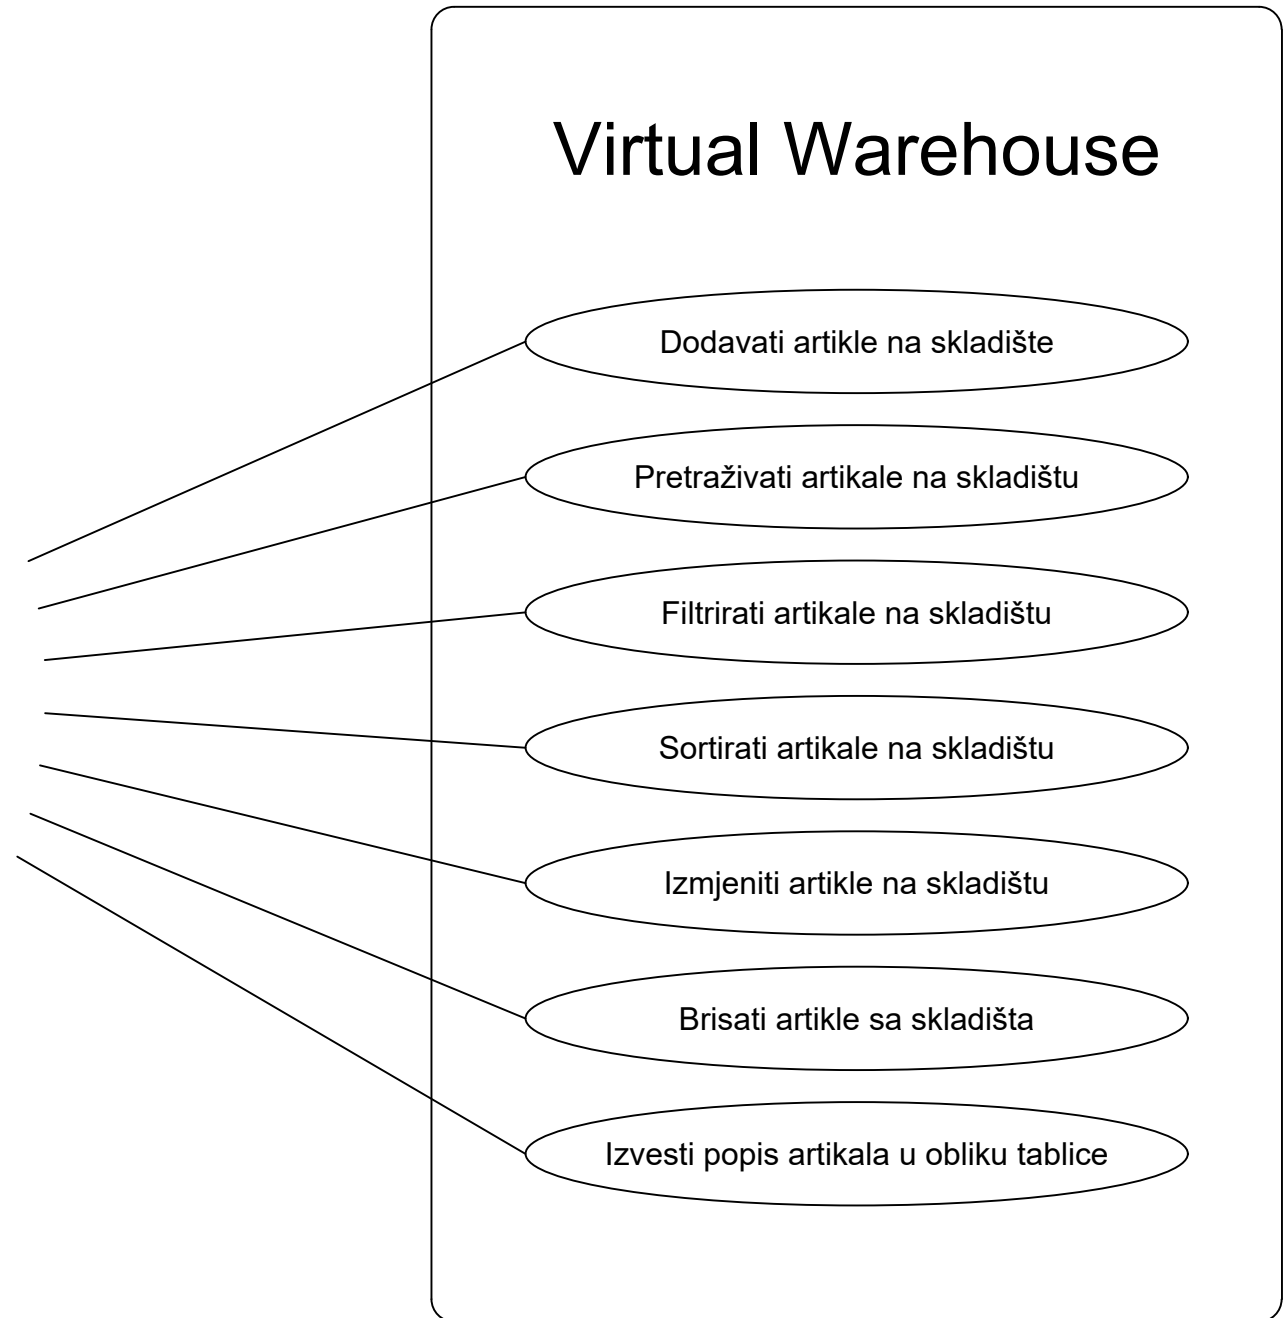 Virtual Warehouse
Dodavati artikle na skladište
Pretraživati artikale na skladištu
Filtrirati artikale na skladištu
Sortirati artikale na skladištu
Izmjeniti artikle na skladištu
Brisati artikle sa skladišta
Izvesti popis artikala u obliku tablice